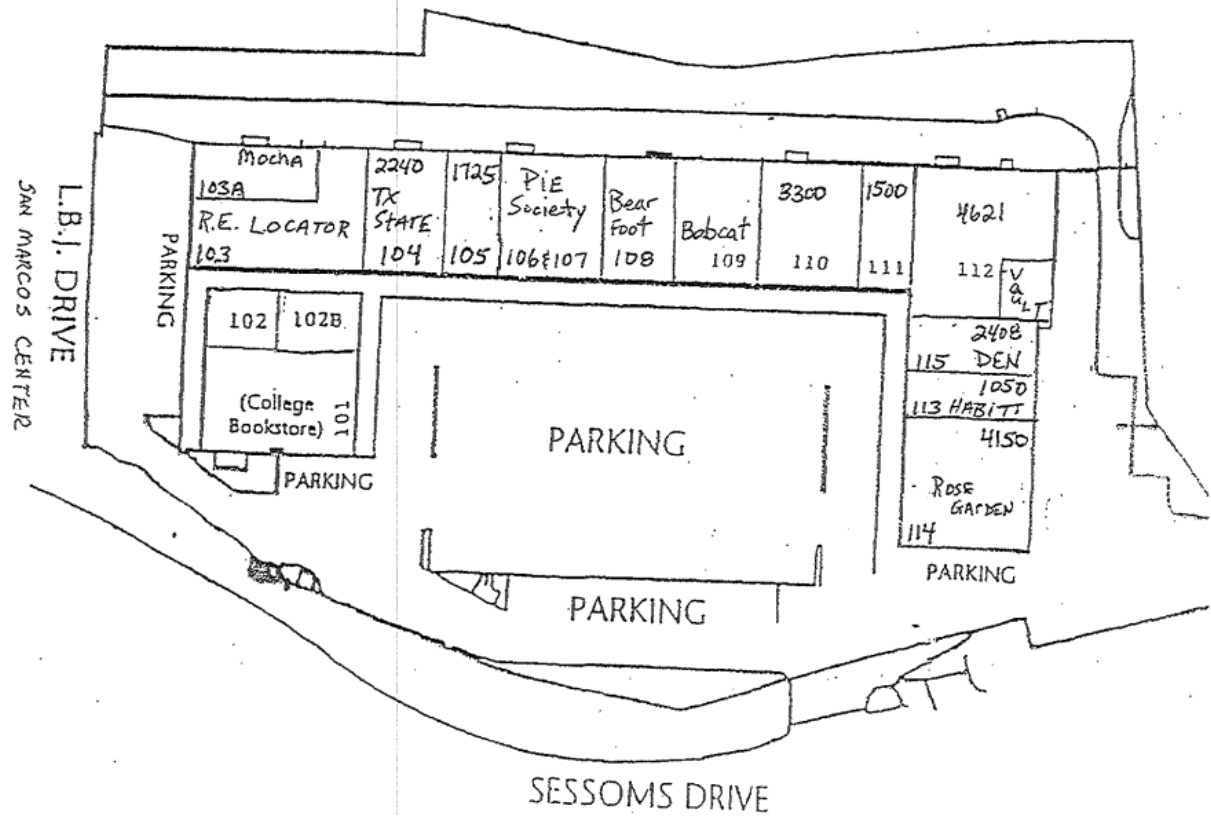 Mocha
103A
R.E. LOCATOR
103
2240
TX
STATE
104
1725
105
PiE
Society
106&107
Bear
Foot
108
Bobcat
109
3300
110
1500
111
4621
112
VauLT
2408
115 DEN
1050
113 HABITT
4150
ROSE
GARDEN
114
PARKING
L.B.J. DRIVE
SAN MARCOS CENTER
PARKING
102
102B
(College
Bookstore)
101
PARKING
PARKING
PARKING
SESSOMS DRIVE